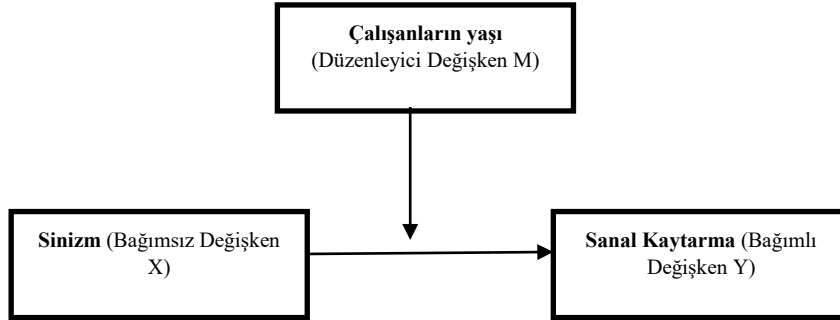 Çalışanların yaşı
(Düzenleyici Değişken M)
Sinizm (Bağımsız Değişken
X)
Sanal Kaytarma (Bağımlı
Değişken Y)